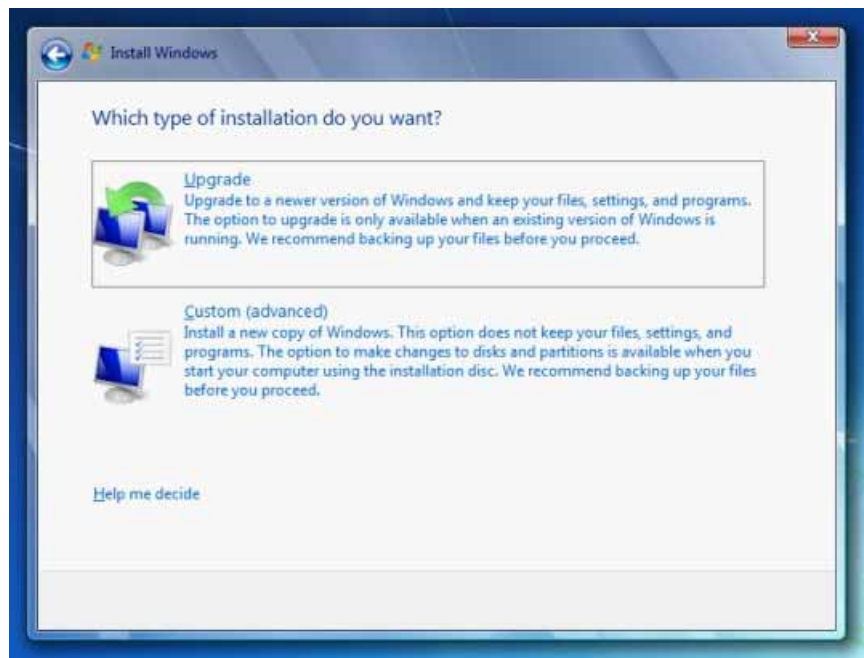 Install Windows
Which type of installation do you want?
Upgrade
Upgrade to a newer version of Windows and keep your files, settings, and programs.
The option to upgrade is only available when an existing version of Windows is
running. We recommend backing up your files before you proceed.
Custom (advanced)
Install a new copy of Windows. This option does not keep your files, settings, and
programs. The option to make changes to disks and partitions is available when you
start your computer using the installation disc. We recommend backing up your files
before you proceed.
Help me decide